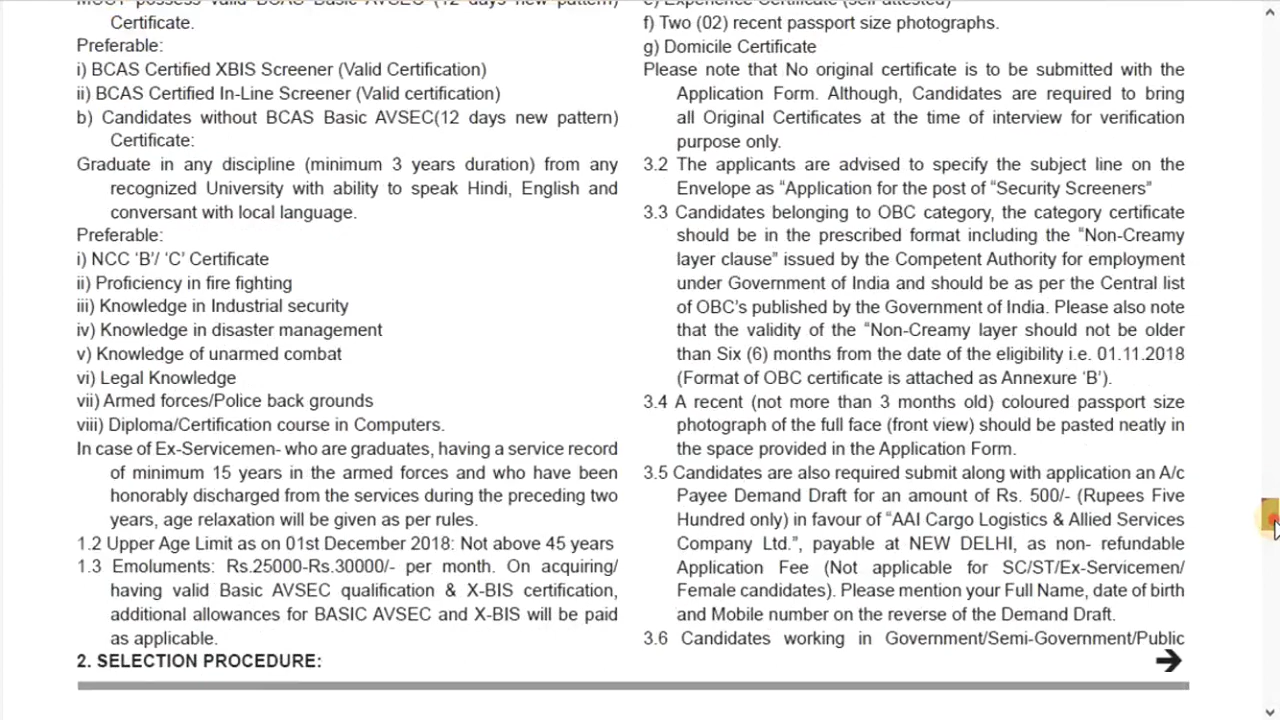 MUST possess valid BCAS Basic AVSEC (12 days new pattern)
Certificate.
Preferable:
i) BCAS Certified XBIS Screener (Valid Certification)
ii) BCAS Certified In-Line Screener (Valid certification)
b) Candidates without BCAS Basic AVSEC(12 days new pattern)
Certificate:
Graduate in any discipline (minimum 3 years duration) from any
recognized University with ability to speak Hindi, English and
conversant with local language.
Preferable:
i) NCC ‘B’/ ‘C’ Certificate
ii) Proficiency in fire fighting
iii) Knowledge in Industrial security
iv) Knowledge in disaster management
v) Knowledge of unarmed combat
vi) Legal Knowledge
vii) Armed forces/Police back grounds
viii) Diploma/Certification course in Computers.
In case of Ex-Servicemen- who are graduates, having a service record
of minimum 15 years in the armed forces and who have been
honorably discharged from the services during the preceding two
years, age relaxation will be given as per rules.
1.2 Upper Age Limit as on 01st December 2018: Not above 45 years
1.3 Emoluments: Rs.25000-Rs.30000/- per month. On acquiring/
having valid Basic AVSEC qualification & X-BIS certification,
additional allowances for BASIC AVSEC and X-BIS will be paid
as applicable.
2. SELECTION PROCEDURE:
e) Experience Certificate (self attested)
f) Two (02) recent passport size photographs.
g) Domicile Certificate
Please note that No original certificate is to be submitted with the
Application Form. Although, Candidates are required to bring
all Original Certificates at the time of interview for verification
purpose only.
3.2 The applicants are advised to specify the subject line on the
Envelope as “Application for the post of “Security Screeners”
3.3 Candidates belonging to OBC category, the category certificate
should be in the prescribed format including the “Non-Creamy
layer clause” issued by the Competent Authority for employment
under Government of India and should be as per the Central list
of OBC's published by the Government of India. Please also note
that the validity of the “Non-Creamy layer should not be older
than Six (6) months from the date of the eligibility i.e. 01.11.2018
(Format of OBC certificate is attached as Annexure ‘B’).
3.4 A recent (not more than 3 months old) coloured passport size
photograph of the full face (front view) should be pasted neatly in
the space provided in the Application Form.
3.5 Candidates are also required submit along with application an A/c
Payee Demand Draft for an amount of Rs. 500/- (Rupees Five
Hundred only) in favour of “AAI Cargo Logistics & Allied Services
Company Ltd.”, payable at NEW DELHI, as non- refundable
Application Fee (Not applicable for SC/ST/Ex-Servicemen/
Female candidates). Please mention your Full Name, date of birth
and Mobile number on the reverse of the Demand Draft.
3.6 Candidates working in Government/Semi-Government/Public